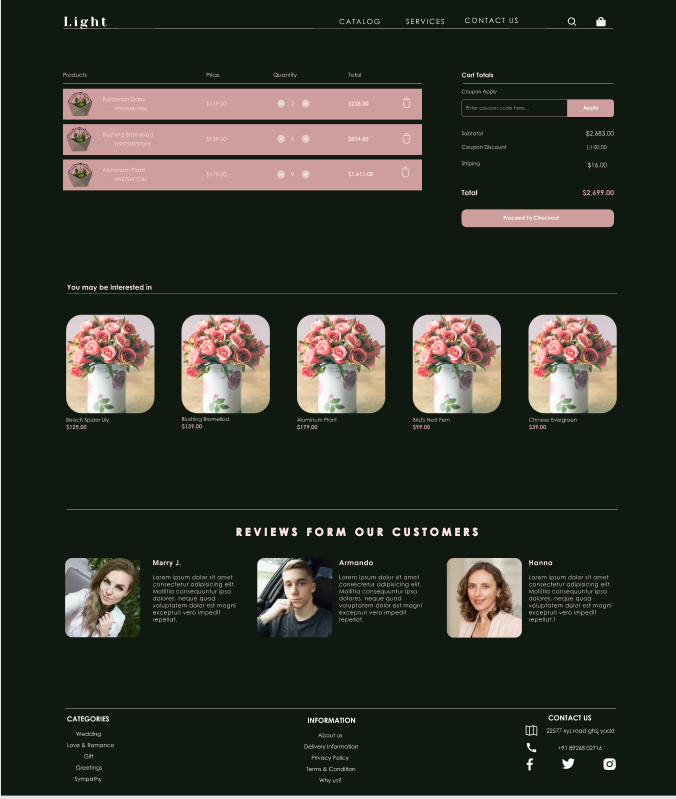 Light
CATALOG SERVICES CONTACT US
Products Price Quantity Total
Barberton Daisy
$119.00 2 $238.00
Blushing Bromeliad
$139.00 6 $834.00
Aluminum Plant
$179.00 9 $1,611.00
Cart Totals
Coupon Apply
Enter coupon code here... Apply
Subtotal $2,683.00
Coupon Discount (-) 00.00
Shiping $16.00
Total $2,699.00
Proceed To Checkout
You may be interested in
Beach Spider Lily
$129.00
Blushing Bromeliad
$139.00
Aluminum Plant
$179.00
Bird's Nest Fern
$99.00
Chinese Evergreen
$39.00
REVIEWS FORM OUR CUSTOMERS
Marry J.
Lorem ipsum dolor sit amet
consectetur adipisicing elit.
Mollitia consequuntur ipsa
dolores, neque quod
voluptatem dolor est magni
excepturi vero impedit
repellat.
Armando
Lorem ipsum dolor sit amet
consectetur adipisicing elit.
Mollitia consequuntur ipsa
dolores, neque quod
voluptatem dolor est magni
excepturi vero impedit
repellat.
Hanna
Lorem ipsum dolor sit amet
consectetur adipisicing elit.
Mollitia consequuntur ipsa
dolores, neque quod
voluptatem dolor est magni
excepturi vero impedit
repellat.!
CATEGORIES
Wedding
Love & Romance
Gift
Greetings
Sympathy
INFORMATION
About us
Delivery Information
Privacy Policy
Terms & Condition
Why us?
CONTACT US
22577 xyz road ghsj yadd
+91 89268 02716